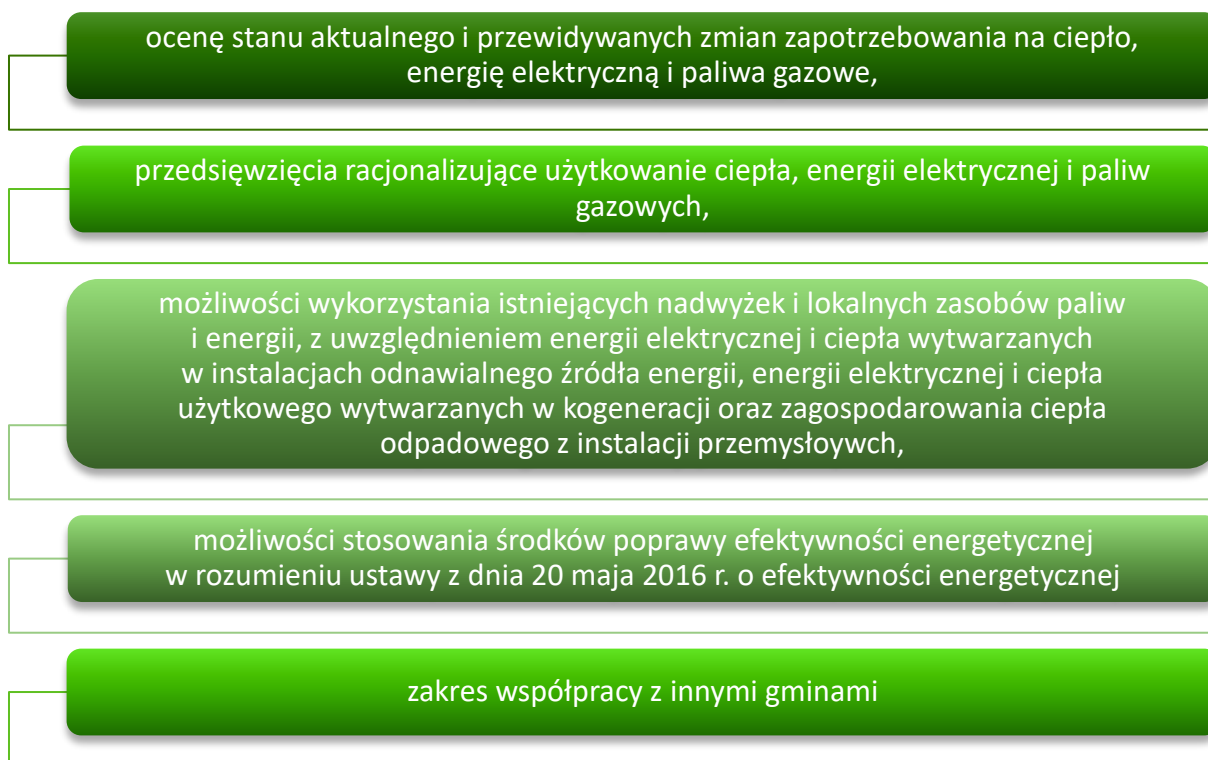 ocenę stanu aktualnego i przewidywanych zmian zapotrzebowania na ciepło,
energię elektryczną i paliwa gazowe,
przedsięwzięcia racjonalizujące użytkowanie ciepła, energii elektrycznej i paliw
gazowych,
możliwości wykorzystania istniejących nadwyżek i lokalnych zasobów paliw
i energii, z uwzględnieniem energii elektrycznej i ciepła wytwarzanych
w instalacjach odnawialnego źródła energii, energii elektrycznej i ciepła
użytkowego wytwarzanych w kogeneracji oraz zagospodarowania ciepła
odpadowego z instalacji przemysłoywch,
możliwości stosowania środków poprawy efektywności energetycznej
w rozumieniu ustawy z dnia 20 maja 2016 r. o efektywności energetycznej
zakres współpracy z innymi gminami